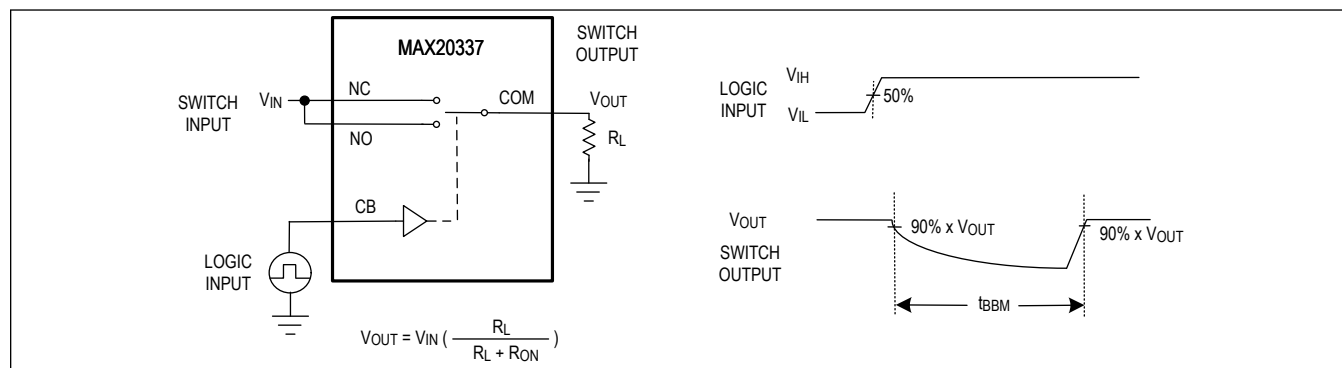 MAX20337
SWITCH
OUTPUT
SWITCH
INPUT
VIN
NC
NO
COM
VOUT
RL
CB
LOGIC
INPUT
VOUT = VIN ( RL / RL + RON )
LOGIC
INPUT
VIH
VIL
50%
VOUT
SWITCH
OUTPUT
90% x VOUT
90% x VOUT
tBBM